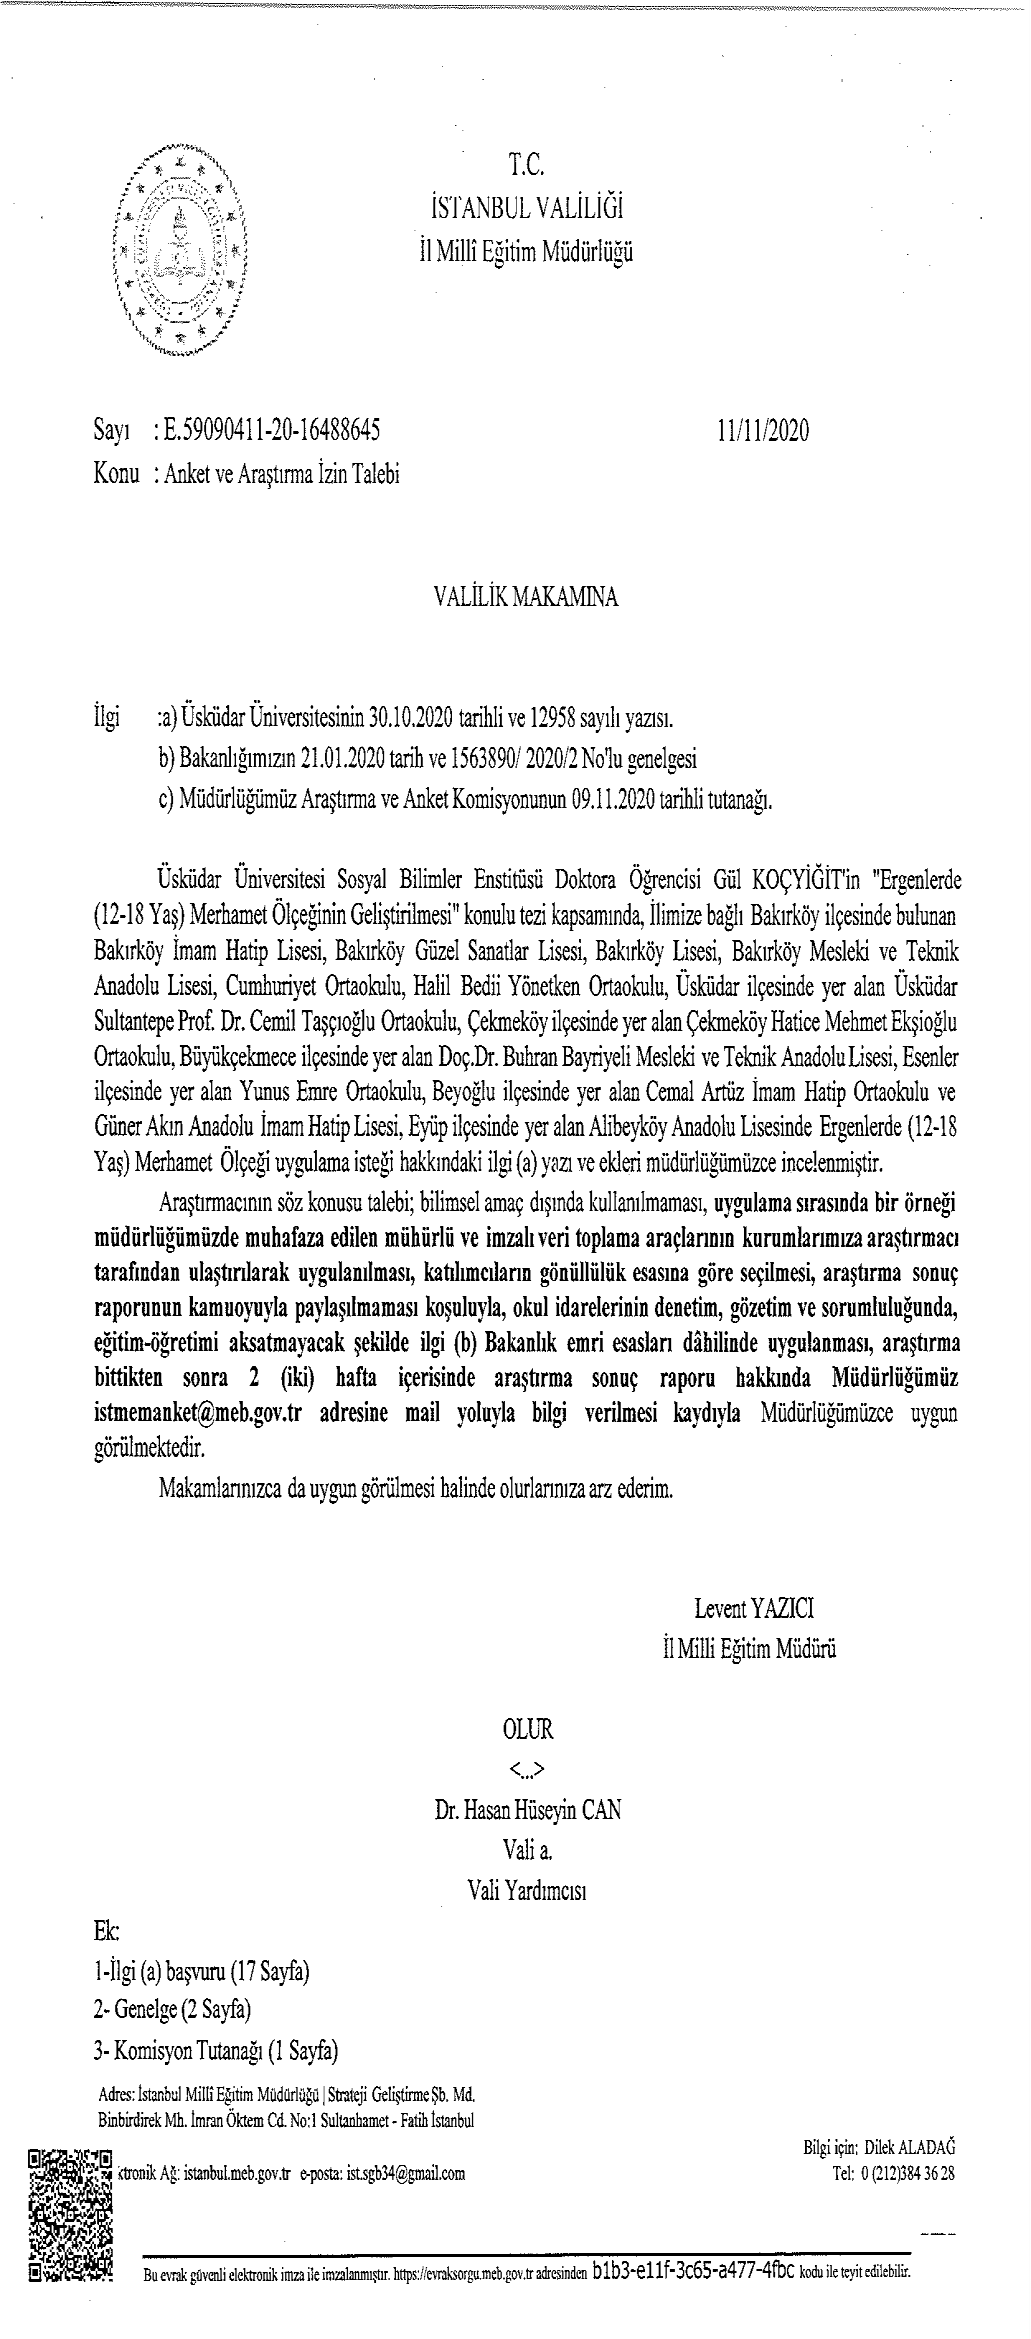 T.C.
İSTANBUL VALİLİĞİ
İl Millî Eğitim Müdürlüğü
Sayı : E.59090411-20-16488645 11/11/2020
Konu : Anket ve Araştırma İzin Talebi
VALİLİK MAKAMINA
İlgi :a) Üsküdar Üniversitesinin 30.10.2020 tarihli ve 12958 sayılı yazısı.
b) Bakanlığımızın 21.01.2020 tarih ve 1563890/ 2020/2 No'lu genelgesi
c) Müdürlüğümüz Araştırma ve Anket Komisyonunun 09.11.2020 tarihli tutanağı.
Üsküdar Üniversitesi Sosyal Bilimler Enstitüsü Doktora Öğrencisi Gül KOÇYİĞİT'in "Ergenlerde
(12-18 Yaş) Merhamet Ölçeğinin Geliştirilmesi" konulu tezi kapsamında, İlimize bağlı Bakırköy ilçesinde bulunan
Bakırköy İmam Hatip Lisesi, Bakırköy Güzel Sanatlar Lisesi, Bakırköy Lisesi, Bakırköy Mesleki ve Teknik
Anadolu Lisesi, Cumhuriyet Ortaokulu, Halil Bedii Yönetken Ortaokulu, Üsküdar ilçesinde yer alan Üsküdar
Sultantepe Prof. Dr. Cemil Taşçıoğlu Ortaokulu, Çekmeköy ilçesinde yer alan Çekmeköy Hatice Mehmet Ekşioğlu
Ortaokulu, Büyükçekmece ilçesinde yer alan Doç.Dr. Buhran Bayriyeli Mesleki ve Teknik Anadolu Lisesi, Esenler
ilçesinde yer alan Yunus Emre Ortaokulu, Beyoğlu ilçesinde yer alan Cemal Artüz İmam Hatip Ortaokulu ve
Güner Akın Anadolu İmam Hatip Lisesi, Eyüp ilçesinde yer alan Alibeyköy Anadolu Lisesinde Ergenlerde (12-18
Yaş) Merhamet Ölçeği uygulama isteği hakkındaki ilgi (a) yazı ve ekleri müdürlüğümüzce incelenmiştir.
Araştırmacının söz konusu talebi; bilimsel amaç dışında kullanılmaması, uygulama sırasında bir örneği
müdürlüğümüzde muhafaza edilen mühürlü ve imzalı veri toplama araçlarının kurumlarımıza araştırmacı
tarafından ulaştırılarak uygulanılması, katılımcıların gönüllülük esasına göre seçilmesi, araştırma sonuç
raporunun kamuoyuyla paylaşılmaması koşuluyla, okul idarelerinin denetim, gözetim ve sorumluluğunda,
eğitim-öğretimi aksatmayacak şekilde ilgi (b) Bakanlık emri esasları dâhilinde uygulanması, araştırma
bittikten sonra 2 (iki) hafta içerisinde araştırma sonuç raporu hakkında Müdürlüğümüz
istmemanket@meb.gov.tr adresine mail yoluyla bilgi verilmesi kaydıyla Müdürlüğümüzce uygun
görülmektedir.
Makamlarınızca da uygun görülmesi halinde olurlarınıza arz ederim.
Levent YAZICI
İl Milli Eğitim Müdürü
OLUR
<...>
Dr. Hasan Hüseyin CAN
Vali a.
Vali Yardımcısı
Ek:
1-İlgi (a) başvuru (17 Sayfa)
2- Genelge (2 Sayfa)
3- Komisyon Tutanağı (1 Sayfa)
Adres: İstanbul Millî Eğitim Müdürlüğü | Strateji Geliştirme Şb. Md.
Binbirdirek Mh. İmran Öktem Cd. No:1 Sultanhamet - Fatih İstanbul
Bilgi için: Dilek ALADAĞ
ktronik Ağ: istanbul.meb.gov.tr e-posta: ist.sgb34@gmail.com Tel: 0 (212)384 36 28
Bu evrak güvenli elektronik imza ile imzalanmıştır. https://evraksorgu.meb.gov.tr adresinden b1b3-e11f-3c65-a477-4fbc kodu ile teyit edilebilir.